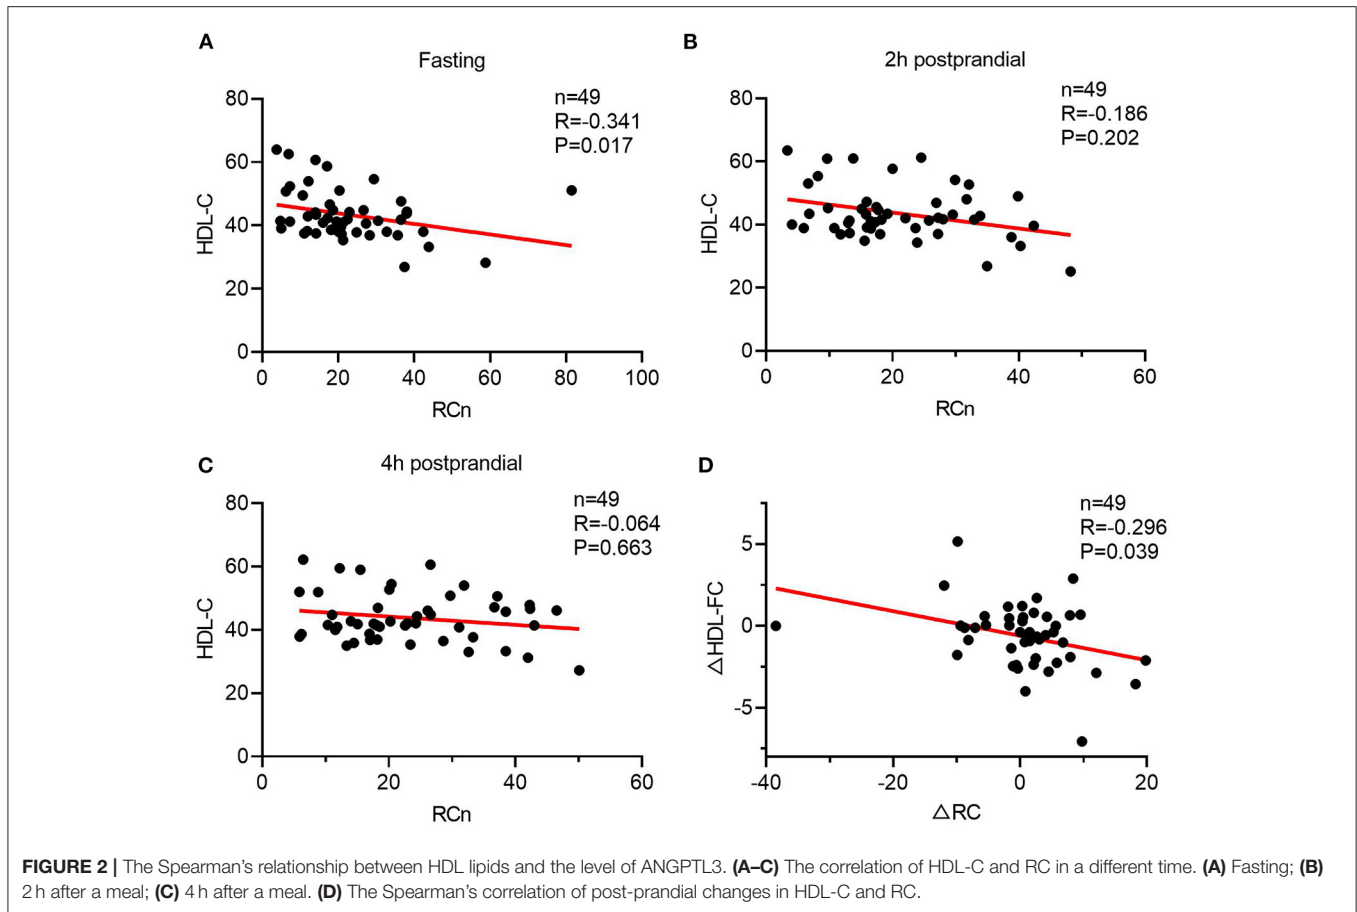 A
Fasting
n=49
R=-0.341
P=0.017
80
60
40
20
0
HDL-C
0 20 40 60 80 100
RCn
B
2h postprandial
n=49
R=-0.186
P=0.202
80
60
40
20
0
HDL-C
0 20 40 60
RCn
C
4h postprandial
n=49
R=-0.064
P=0.663
80
60
40
20
0
HDL-C
0 20 40 60
RCn
D
n=49
R=-0.296
P=0.039
5
0
-5
△HDL-FC
-40 -20 0 20
△RC
FIGURE 2 | The Spearman's relationship between HDL lipids and the level of ANGPTL3. (A–C) The correlation of HDL-C and RC in a different time. (A) Fasting; (B)
2 h after a meal; (C) 4 h after a meal. (D) The Spearman's correlation of post-prandial changes in HDL-C and RC.